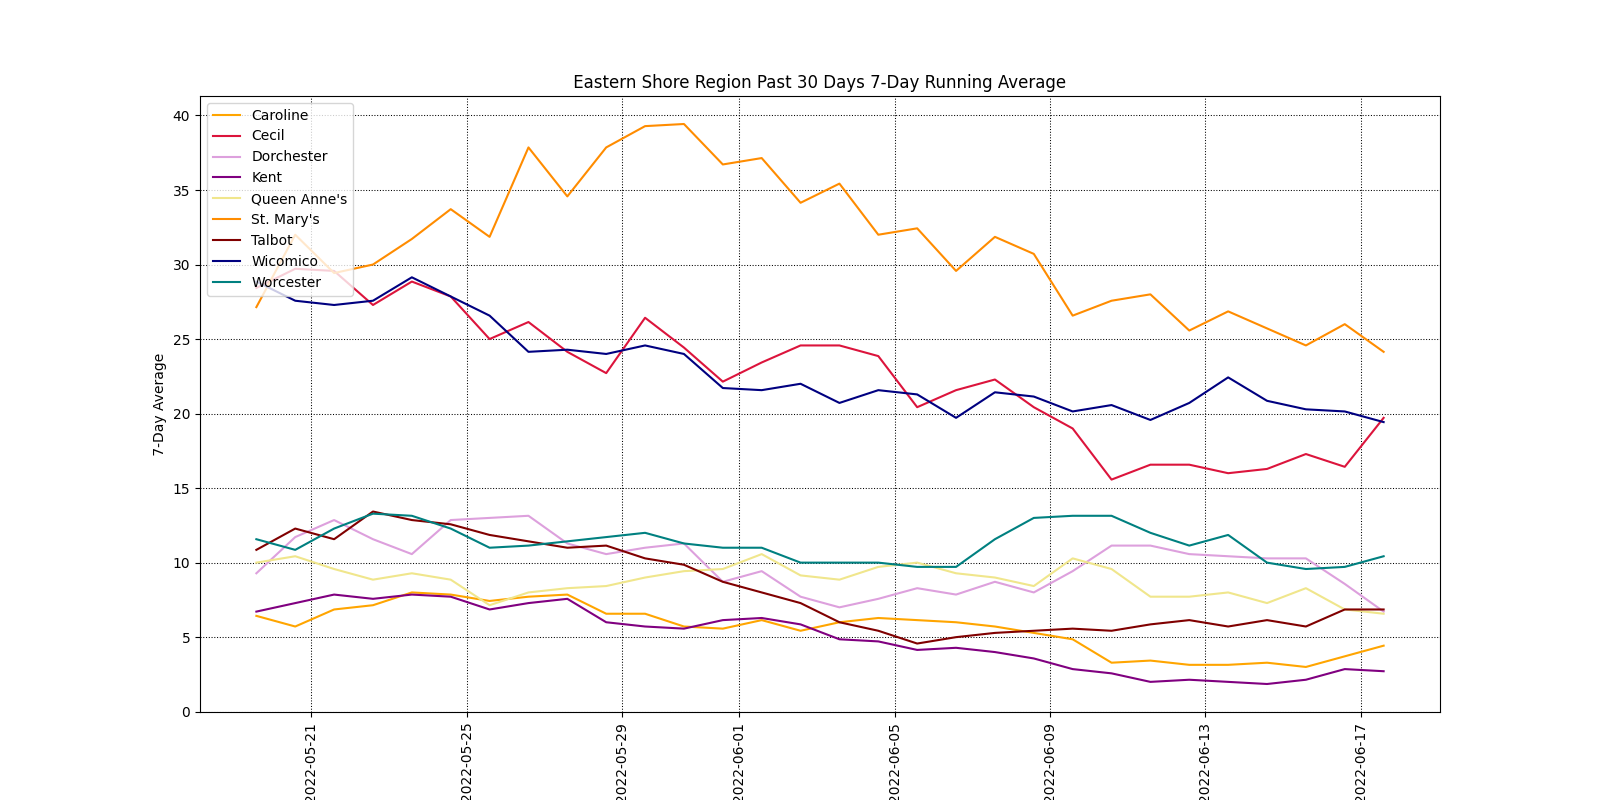 Eastern Shore Region Past 30 Days 7-Day Running Average
Caroline
Cecil
Dorchester
Kent
Queen Anne's
St. Mary's
Talbot
Wicomico
Worcester
7-Day Average
40
35
30
25
20
15
10
5
0
2022-05-21
2022-05-25
2022-05-29
2022-06-01
2022-06-05
2022-06-09
2022-06-13
2022-06-17